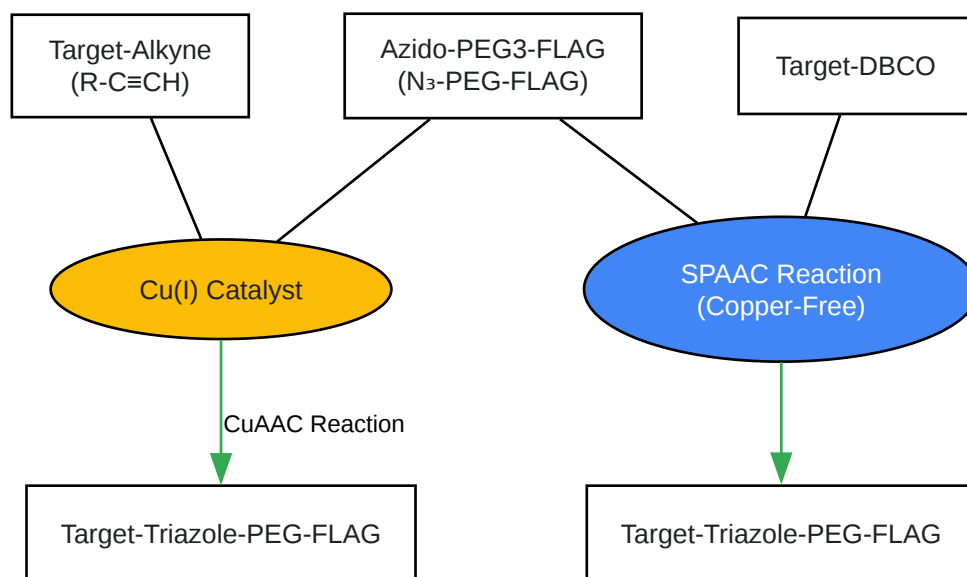 Target-Alkyne
(R-C≡CH)
Azido-PEG3-FLAG
(N₃-PEG-FLAG)
Target-DBCO
Cu(I) Catalyst
SPAAC Reaction
(Copper-Free)
CuAAC Reaction
Target-Triazole-PEG-FLAG
Target-Triazole-PEG-FLAG